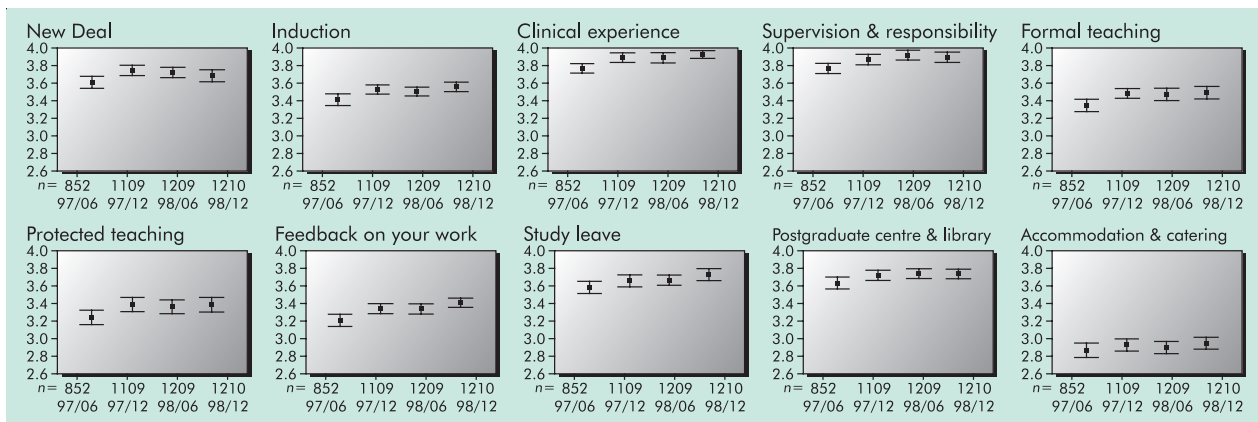 New Deal
4.0
3.8
3.6
3.4
3.2
3.0
2.8
2.6
n= 852 1109 1209 1210
97/06 97/12 98/06 98/12
Induction
4.0
3.8
3.6
3.4
3.2
3.0
2.8
2.6
n= 852 1109 1209 1210
97/06 97/12 98/06 98/12
Clinical experience
4.0
3.8
3.6
3.4
3.2
3.0
2.8
2.6
n= 852 1109 1209 1210
97/06 97/12 98/06 98/12
Supervision & responsibility
4.0
3.8
3.6
3.4
3.2
3.0
2.8
2.6
n= 852 1109 1209 1210
97/06 97/12 98/06 98/12
Formal teaching
4.0
3.8
3.6
3.4
3.2
3.0
2.8
2.6
n= 852 1109 1209 1210
97/06 97/12 98/06 98/12
Protected teaching
4.0
3.8
3.6
3.4
3.2
3.0
2.8
2.6
n= 852 1109 1209 1210
97/06 97/12 98/06 98/12
Feedback on your work
4.0
3.8
3.6
3.4
3.2
3.0
2.8
2.6
n= 852 1109 1209 1210
97/06 97/12 98/06 98/12
Study leave
4.0
3.8
3.6
3.4
3.2
3.0
2.8
2.6
n= 852 1109 1209 1210
97/06 97/12 98/06 98/12
Postgraduate centre & library
4.0
3.8
3.6
3.4
3.2
3.0
2.8
2.6
n= 852 1109 1209 1210
97/06 97/12 98/06 98/12
Accommodation & catering
4.0
3.8
3.6
3.4
3.2
3.0
2.8
2.6
n= 852 1109 1209 1210
97/06 97/12 98/06 98/12